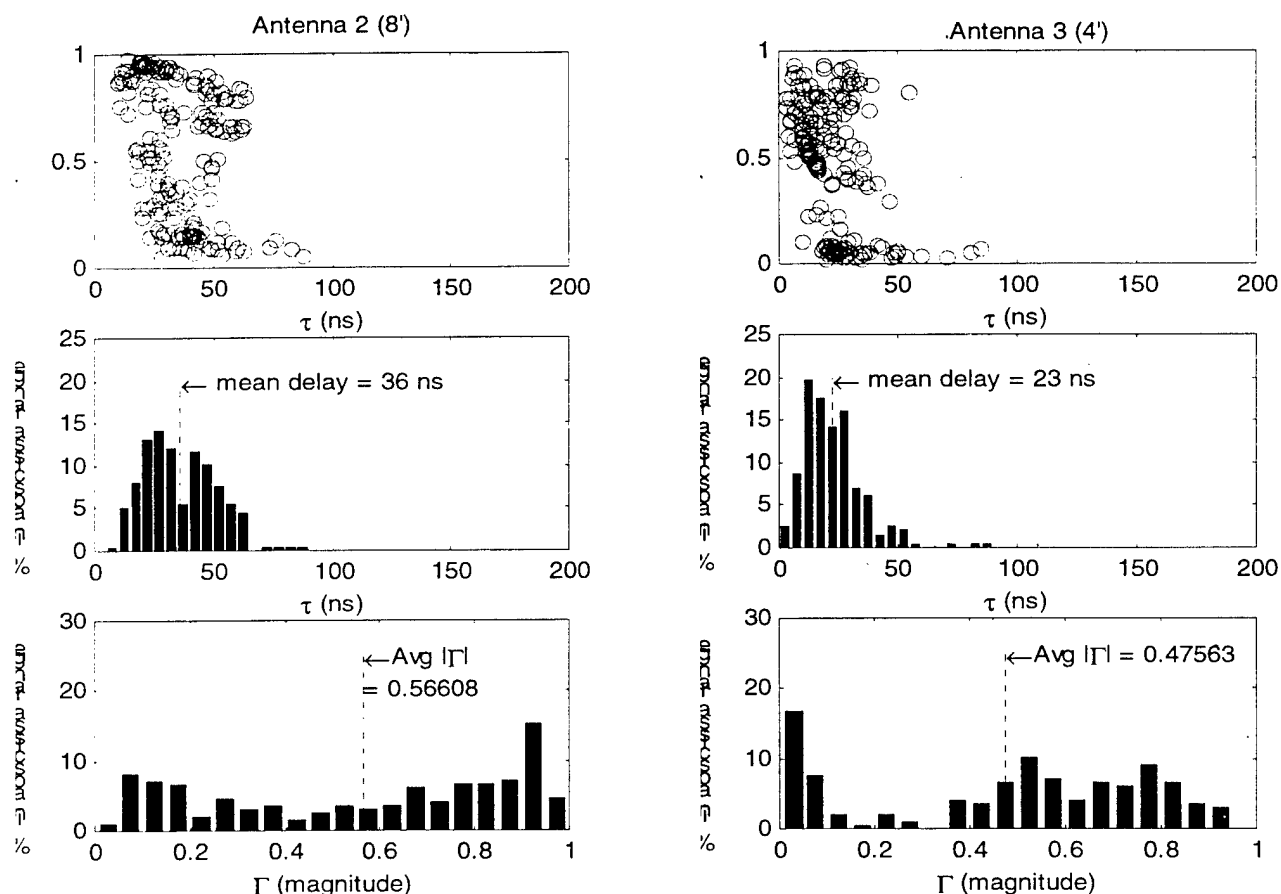 Antenna 2 (8')
1
0.5
0
0 50 100 150 200
τ (ns)
25
20
15
10
5
0
← mean delay = 36 ns
%
0 50 100 150 200
τ (ns)
30
20
10
0
←Avg |Γ|
= 0.56608
%
0 0.2 0.4 0.6 0.8 1
Γ (magnitude)
.Antenna 3 (4')
1
0.5
0
0 50 100 150 200
τ (ns)
25
20
15
10
5
0
← mean delay = 23 ns
%
0 50 100 150 200
τ (ns)
30
20
10
0
←Avg |Γ| = 0.47563
%
0 0.2 0.4 0.6 0.8 1
Γ (magnitude)